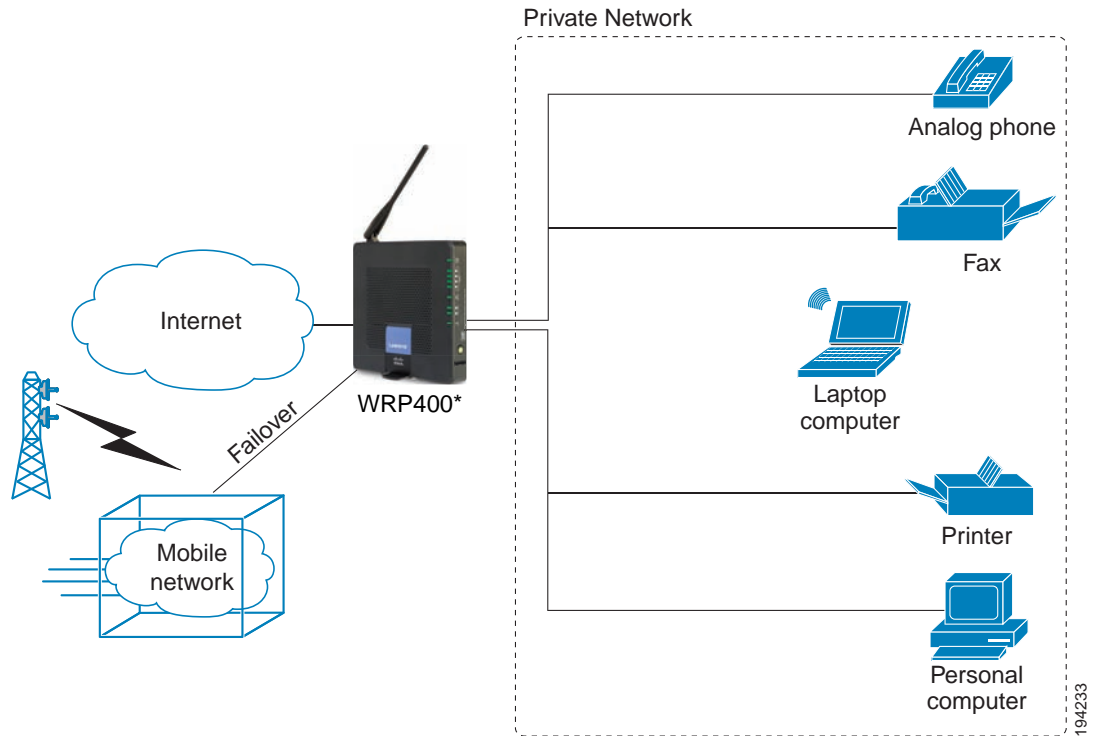 Private Network
Analog phone
Fax
Internet
WRP400*
Laptop
computer
Failover
Printer
Mobile
network
Personal
computer
194233